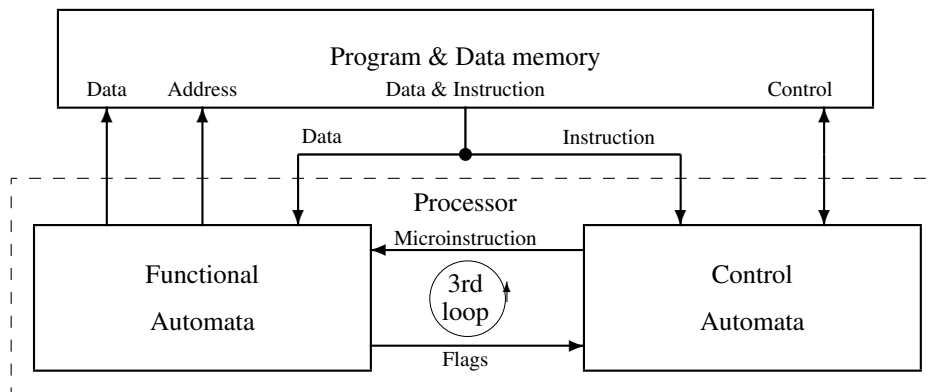 Program & Data memory
Data Address Data & Instruction Control
Data Instruction
Processor
Microinstruction
Functional
Automata
3rd
loop
Control
Automata
Flags